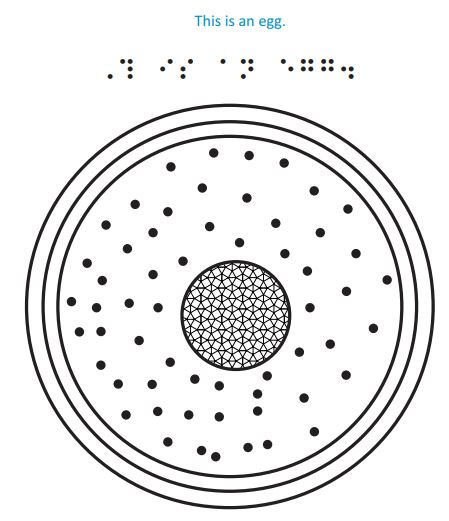 This is an egg.
⠠⠹ ⠊⠎ ⠁⠝ ⠑⠛⠛⠲